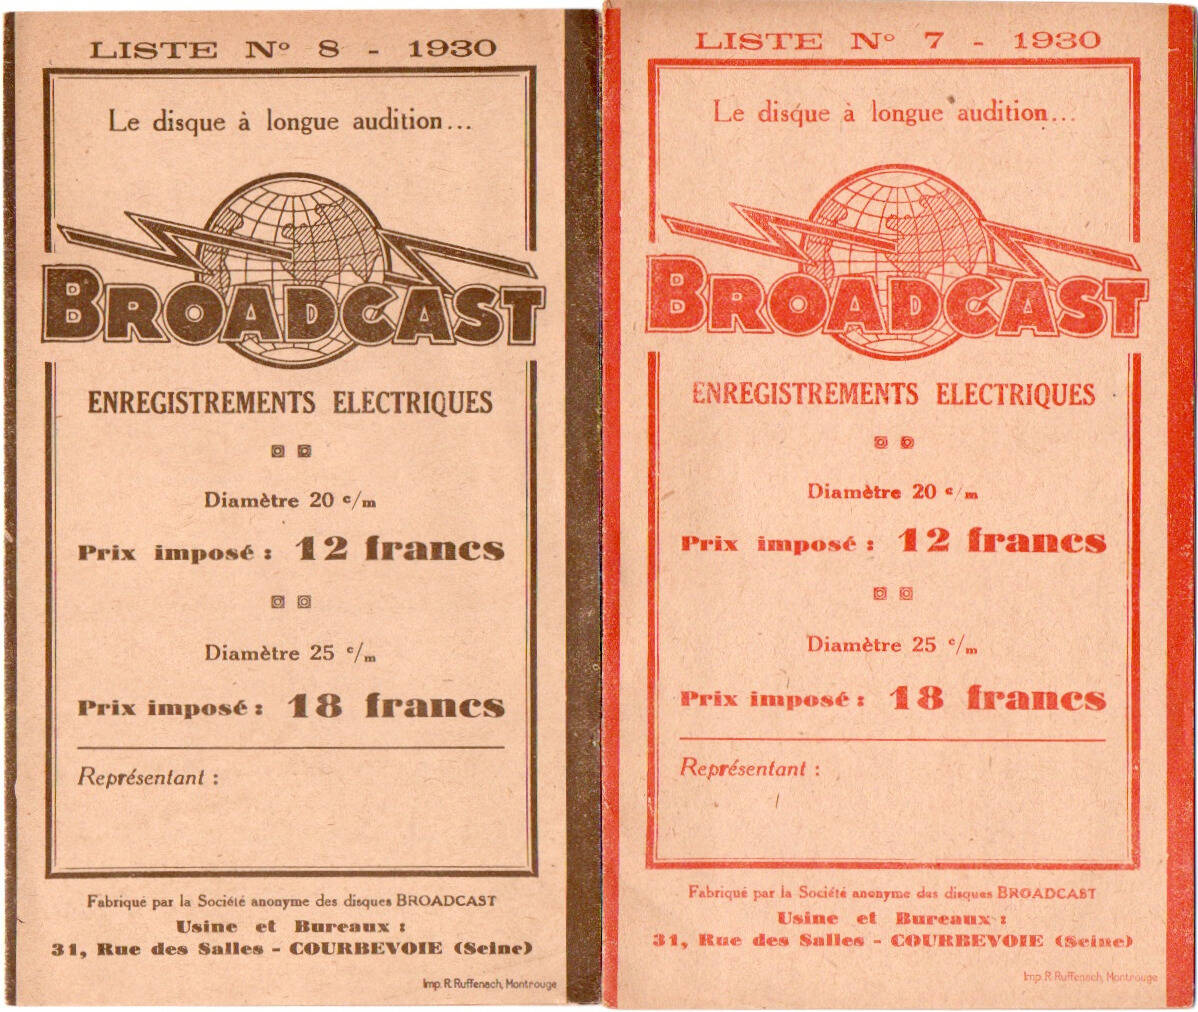 LISTE N° 8 - 1930
Le disque à longue audition...
BROADCAST
ENREGISTREMENTS ELECTRIQUES
Diamètre 20 c/m
Prix imposé : 12 francs
Diamètre 25 c/m
Prix imposé : 18 francs
Représentant :
Fabriqué par la Société anonyme des disques BROADCAST
Usine et Bureaux :
31, Rue des Salles - COURBEVOIE (Seine)
Imp. R. Ruffenach, Montrouge
LISTE N° 7 - 1930
Le disque à longue audition...
BROADCAST
ENREGISTREMENTS ELECTRIQUES
Diamètre 20 c/m
Prix imposé : 12 francs
Diamètre 25 c/m
Prix imposé : 18 francs
Représentant :
Fabriqué par la Société anonyme des disques BROADCAST
Usine et Bureaux :
31, Rue des Salles - COURBEVOIE (Seine)
Imp. R. Ruffenach, Montrouge